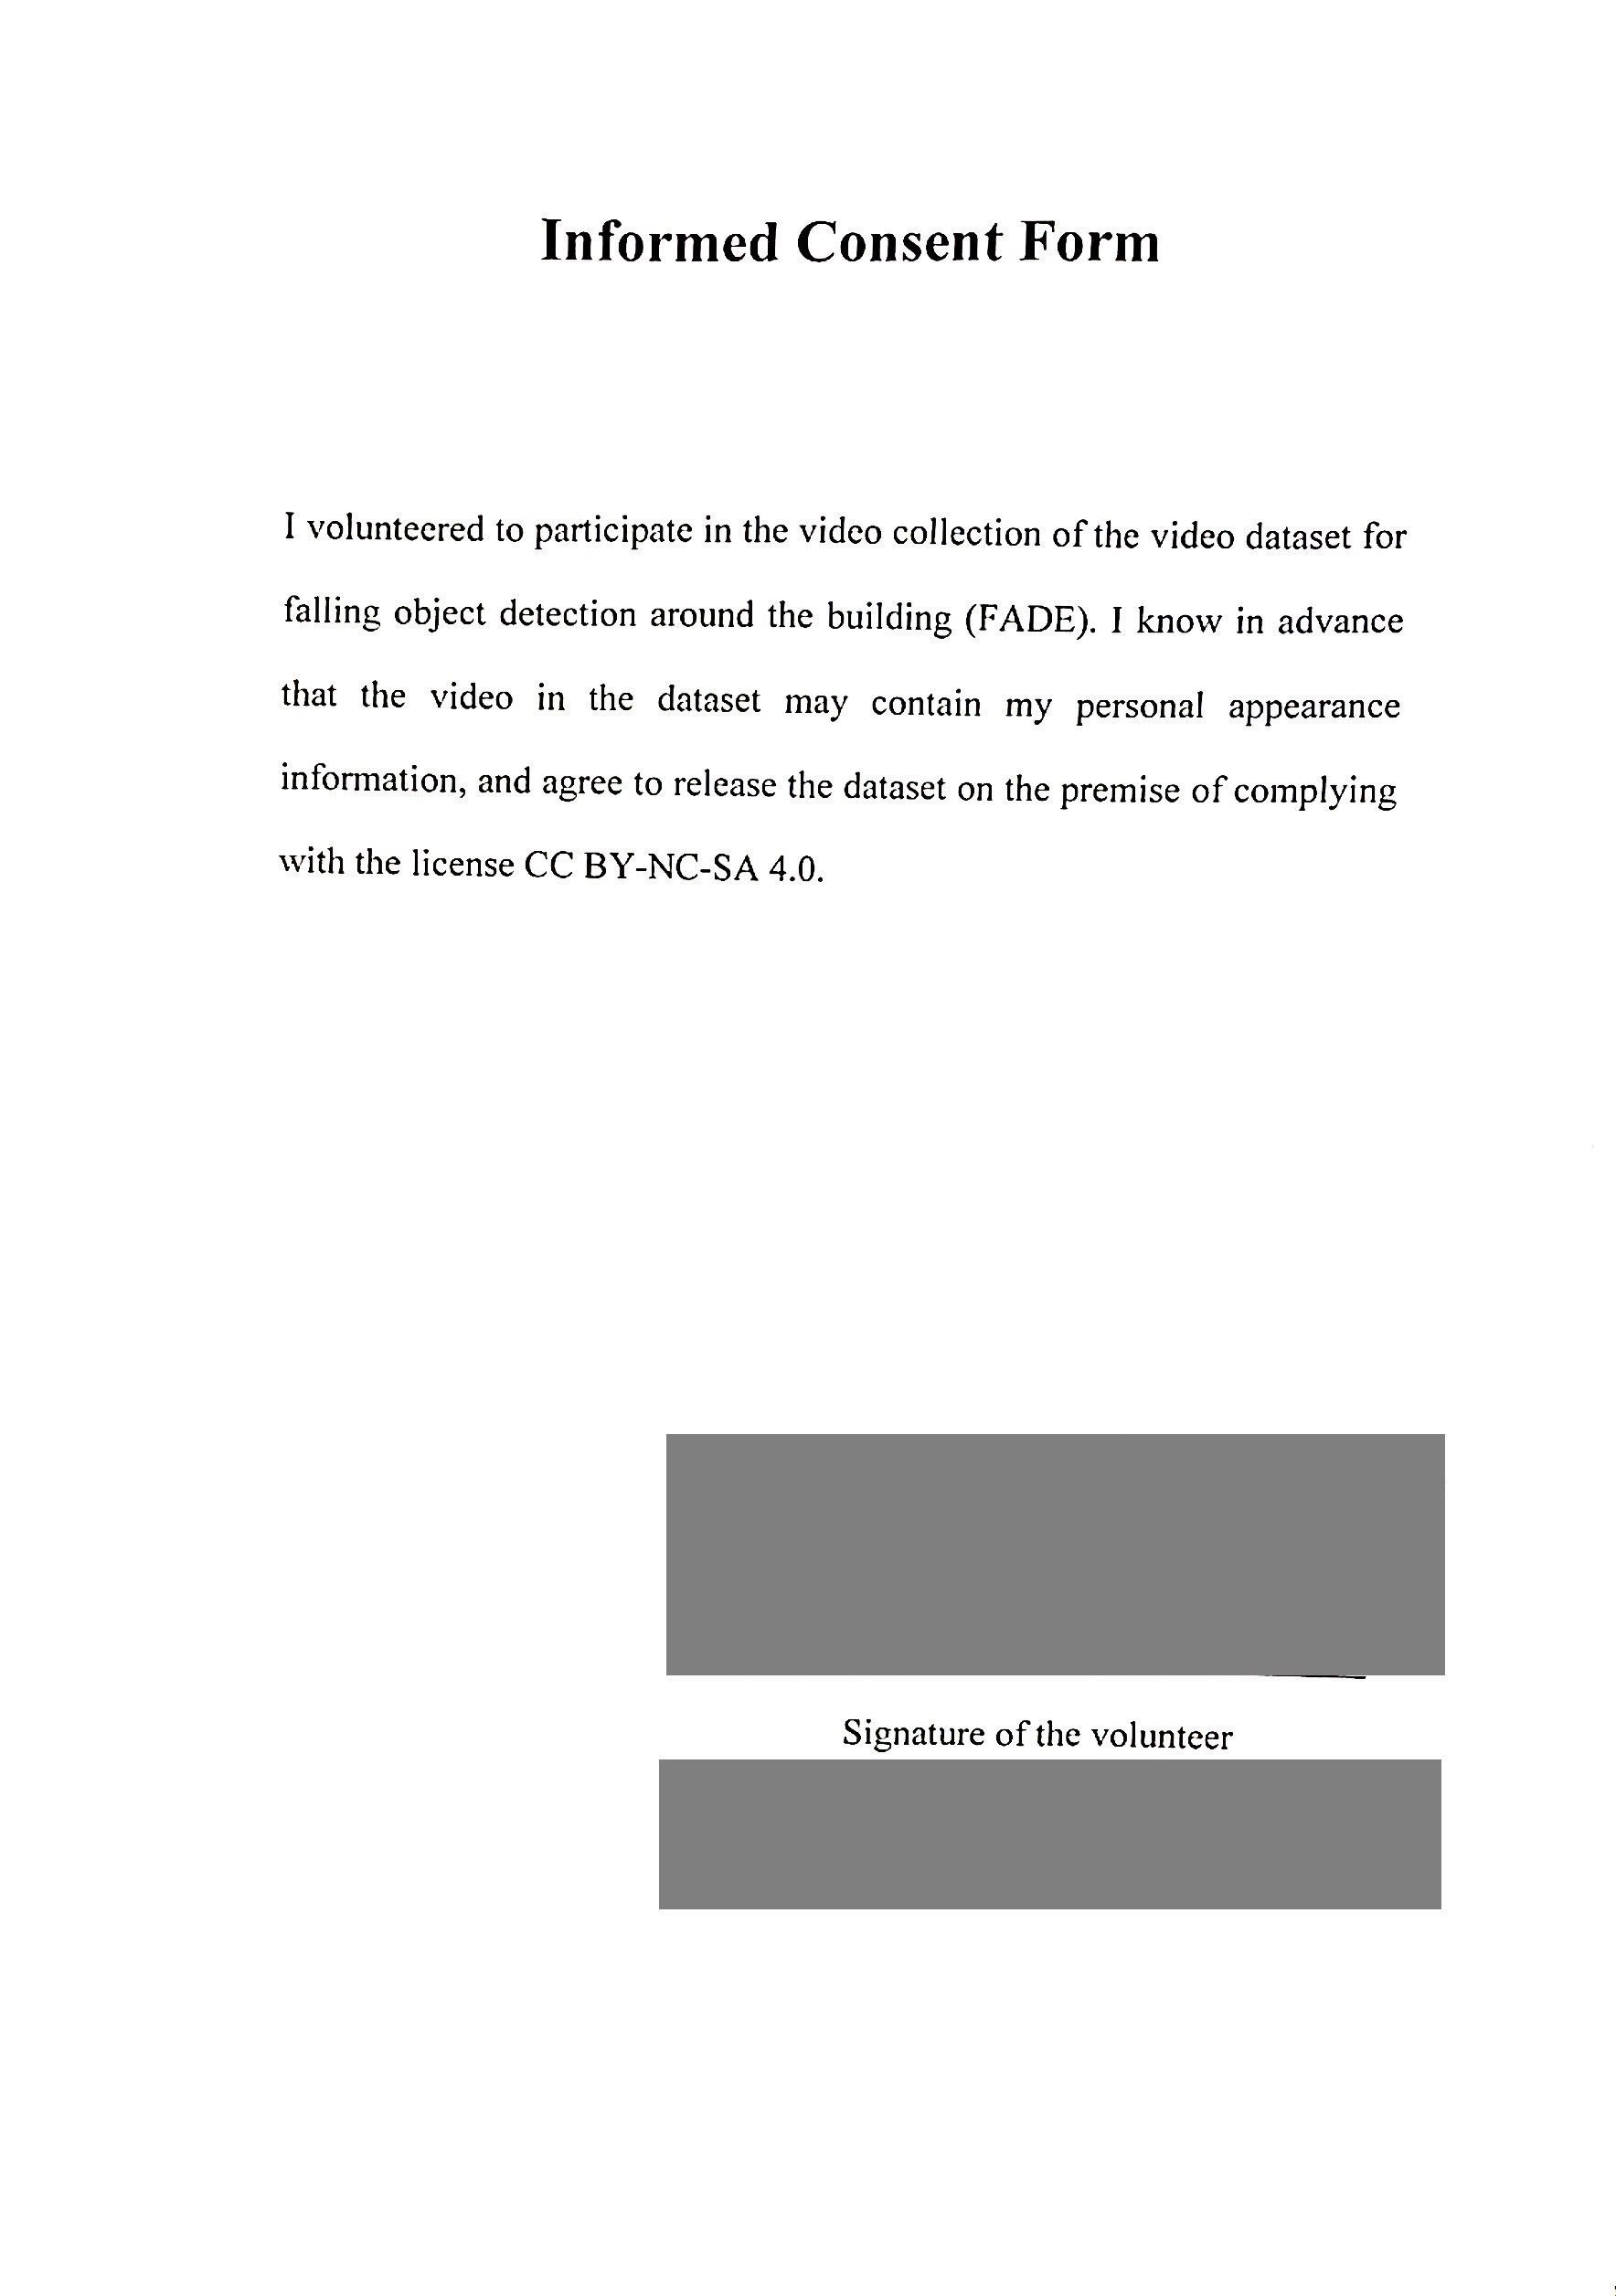 Informed Consent Form
I volunteered to participate in the video collection of the video dataset for
falling object detection around the building (FADE). I know in advance
that the video in the dataset may contain my personal appearance
information, and agree to release the dataset on the premise of complying
with the license CC BY-NC-SA 4.0.
Signature of the volunteer